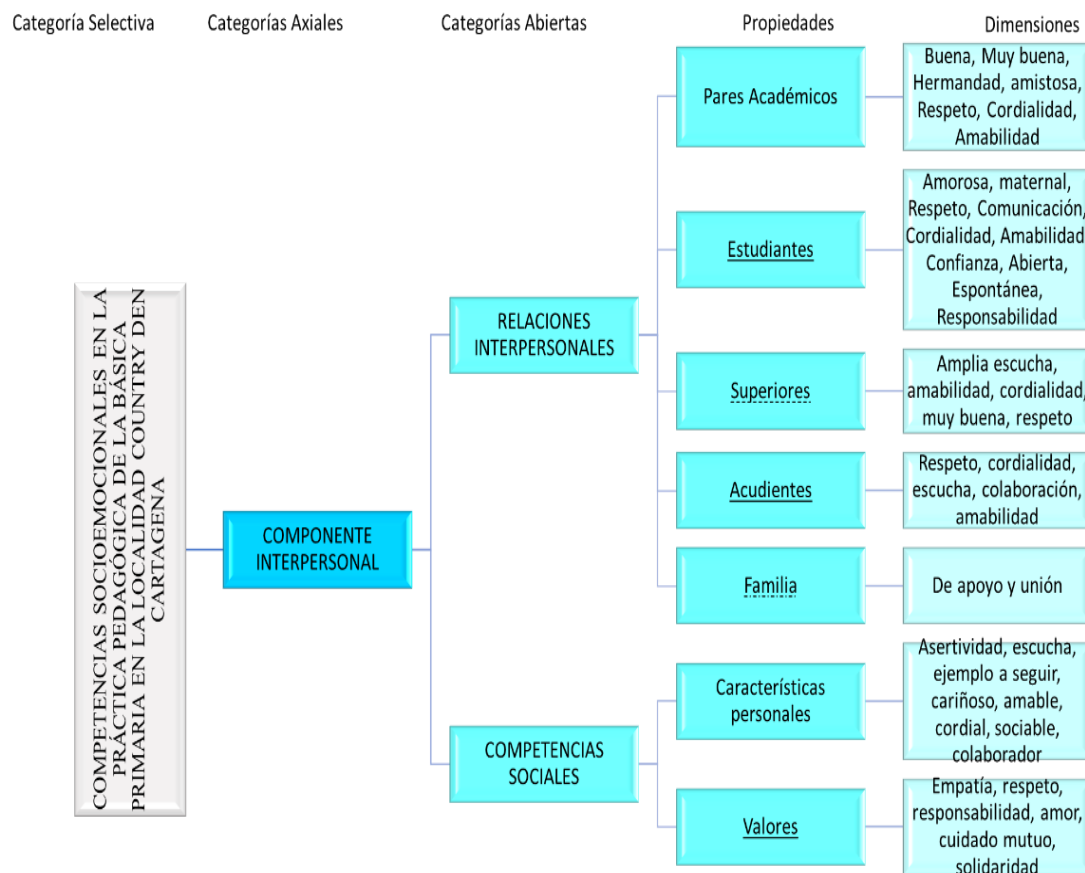 Categoría Selectiva
Categorías Axiales
Categorías Abiertas
Propiedades
Dimensiones
COMPETENCIAS SOCIOEMOCIONALES EN LA
PRÁCTICA PEDAGÓGICA DE LA BÁSICA
PRIMARIA EN LA LOCALIDAD COUNTRY DEN
CARTAGENA
COMPONENTE
INTERPERSONAL
RELACIONES
INTERPERSONALES
Pares Académicos
Buena, Muy buena,
Hermandad, amistosa,
Respeto, Cordialidad,
Amabilidad
Estudiantes
Amorosa, maternal,
Respeto, Comunicación,
Cordialidad, Amabilidad
Confianza, Abierta,
Espontánea,
Responsabilidad
Superiores
Amplia escucha,
amabilidad, cordialidad,
muy buena, respeto
Acudientes
Respeto, cordialidad,
escucha, colaboración,
amabilidad
Familia
De apoyo y unión
COMPETENCIAS
SOCIALES
Características
personales
Asertividad, escucha,
ejemplo a seguir,
cariñoso, amable,
cordial, sociable,
colaborador
Valores
Empatía, respeto,
responsabilidad, amor,
cuidado mutuo,
solidaridad